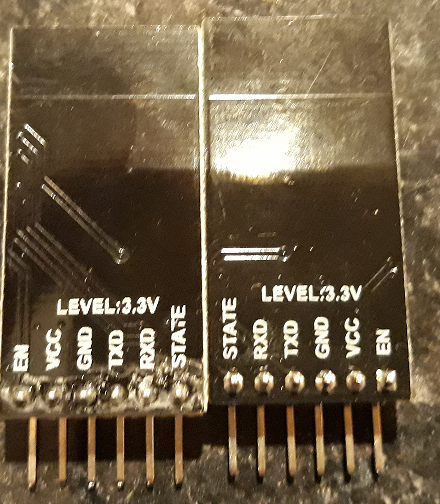 LEVEL:3.3V
EN VCC GND TXD RXD STATE
LEVEL:3.3V
STATE RXD TXD GND VCC EN